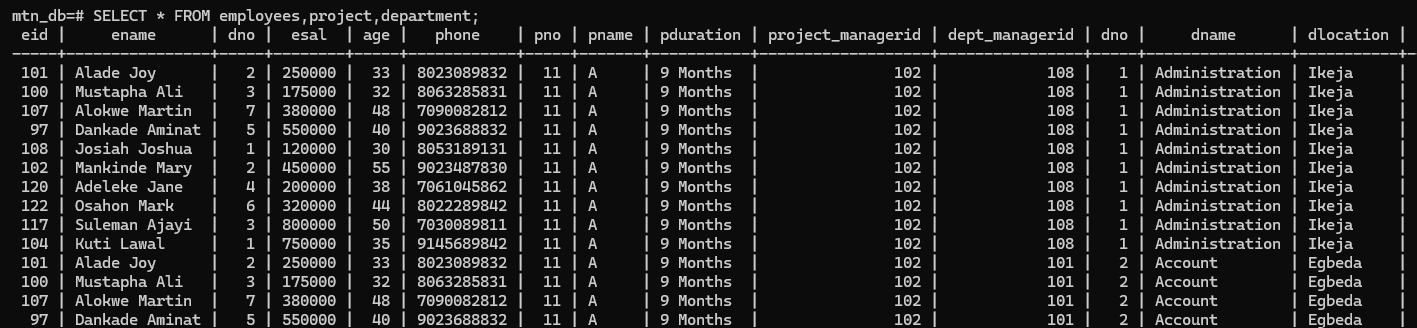 mtn_db=# SELECT * FROM employees,project,department;
 eid |     ename      | dno |  esal  | age |   phone    | pno | pname | pduration | project_managerid | dept_managerid | dno |     dname      | dlocation |
-----+----------------+-----+--------+-----+------------+-----+-------+-----------+-------------------+----------------+-----+----------------+-----------+-
 101 | Alade Joy      |   2 | 250000 |  33 | 8023089832 |  11 | A     | 9 Months  |               102 |            108 |   1 | Administration | Ikeja     |
 100 | Mustapha Ali   |   3 | 175000 |  32 | 8063285831 |  11 | A     | 9 Months  |               102 |            108 |   1 | Administration | Ikeja     |
 107 | Alokwe Martin  |   7 | 380000 |  48 | 7090082812 |  11 | A     | 9 Months  |               102 |            108 |   1 | Administration | Ikeja     |
  97 | Dankade Aminat |   5 | 550000 |  40 | 9023688832 |  11 | A     | 9 Months  |               102 |            108 |   1 | Administration | Ikeja     |
 108 | Josiah Joshua  |   1 | 120000 |  30 | 8053189131 |  11 | A     | 9 Months  |               102 |            108 |   1 | Administration | Ikeja     |
 102 | Mankinde Mary  |   2 | 450000 |  55 | 9023487830 |  11 | A     | 9 Months  |               102 |            108 |   1 | Administration | Ikeja     |
 120 | Adeleke Jane   |   4 | 200000 |  38 | 7061045862 |  11 | A     | 9 Months  |               102 |            108 |   1 | Administration | Ikeja     |
 122 | Osahon Mark    |   6 | 320000 |  44 | 8022289842 |  11 | A     | 9 Months  |               102 |            108 |   1 | Administration | Ikeja     |
 117 | Suleman Ajayi  |   3 | 800000 |  50 | 7030089811 |  11 | A     | 9 Months  |               102 |            108 |   1 | Administration | Ikeja     |
 104 | Kuti Lawal     |   1 | 750000 |  35 | 9145689842 |  11 | A     | 9 Months  |               102 |            108 |   1 | Administration | Ikeja     |
 101 | Alade Joy      |   2 | 250000 |  33 | 8023089832 |  11 | A     | 9 Months  |               102 |            101 |   2 | Account        | Egbeda    |
 100 | Mustapha Ali   |   3 | 175000 |  32 | 8063285831 |  11 | A     | 9 Months  |               102 |            101 |   2 | Account        | Egbeda    |
 107 | Alokwe Martin  |   7 | 380000 |  48 | 7090082812 |  11 | A     | 9 Months  |               102 |            101 |   2 | Account        | Egbeda    |
  97 | Dankade Aminat |   5 | 550000 |  40 | 9023688832 |  11 | A     | 9 Months  |               102 |            101 |   2 | Account        | Egbeda    |